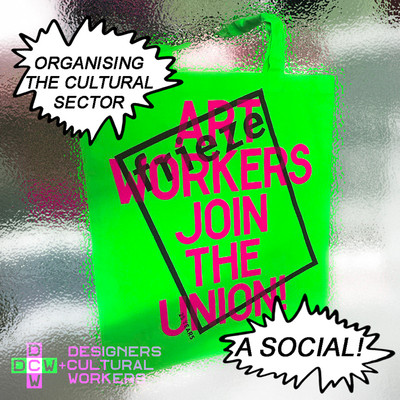 ORGANISING
THE CULTURAL
SECTOR
ART
frieze
WORKERS
JOIN
THE
UNION!
A SOCIAL!
D
DCW+
W
DESIGNERS
CULTURAL
WORKERS